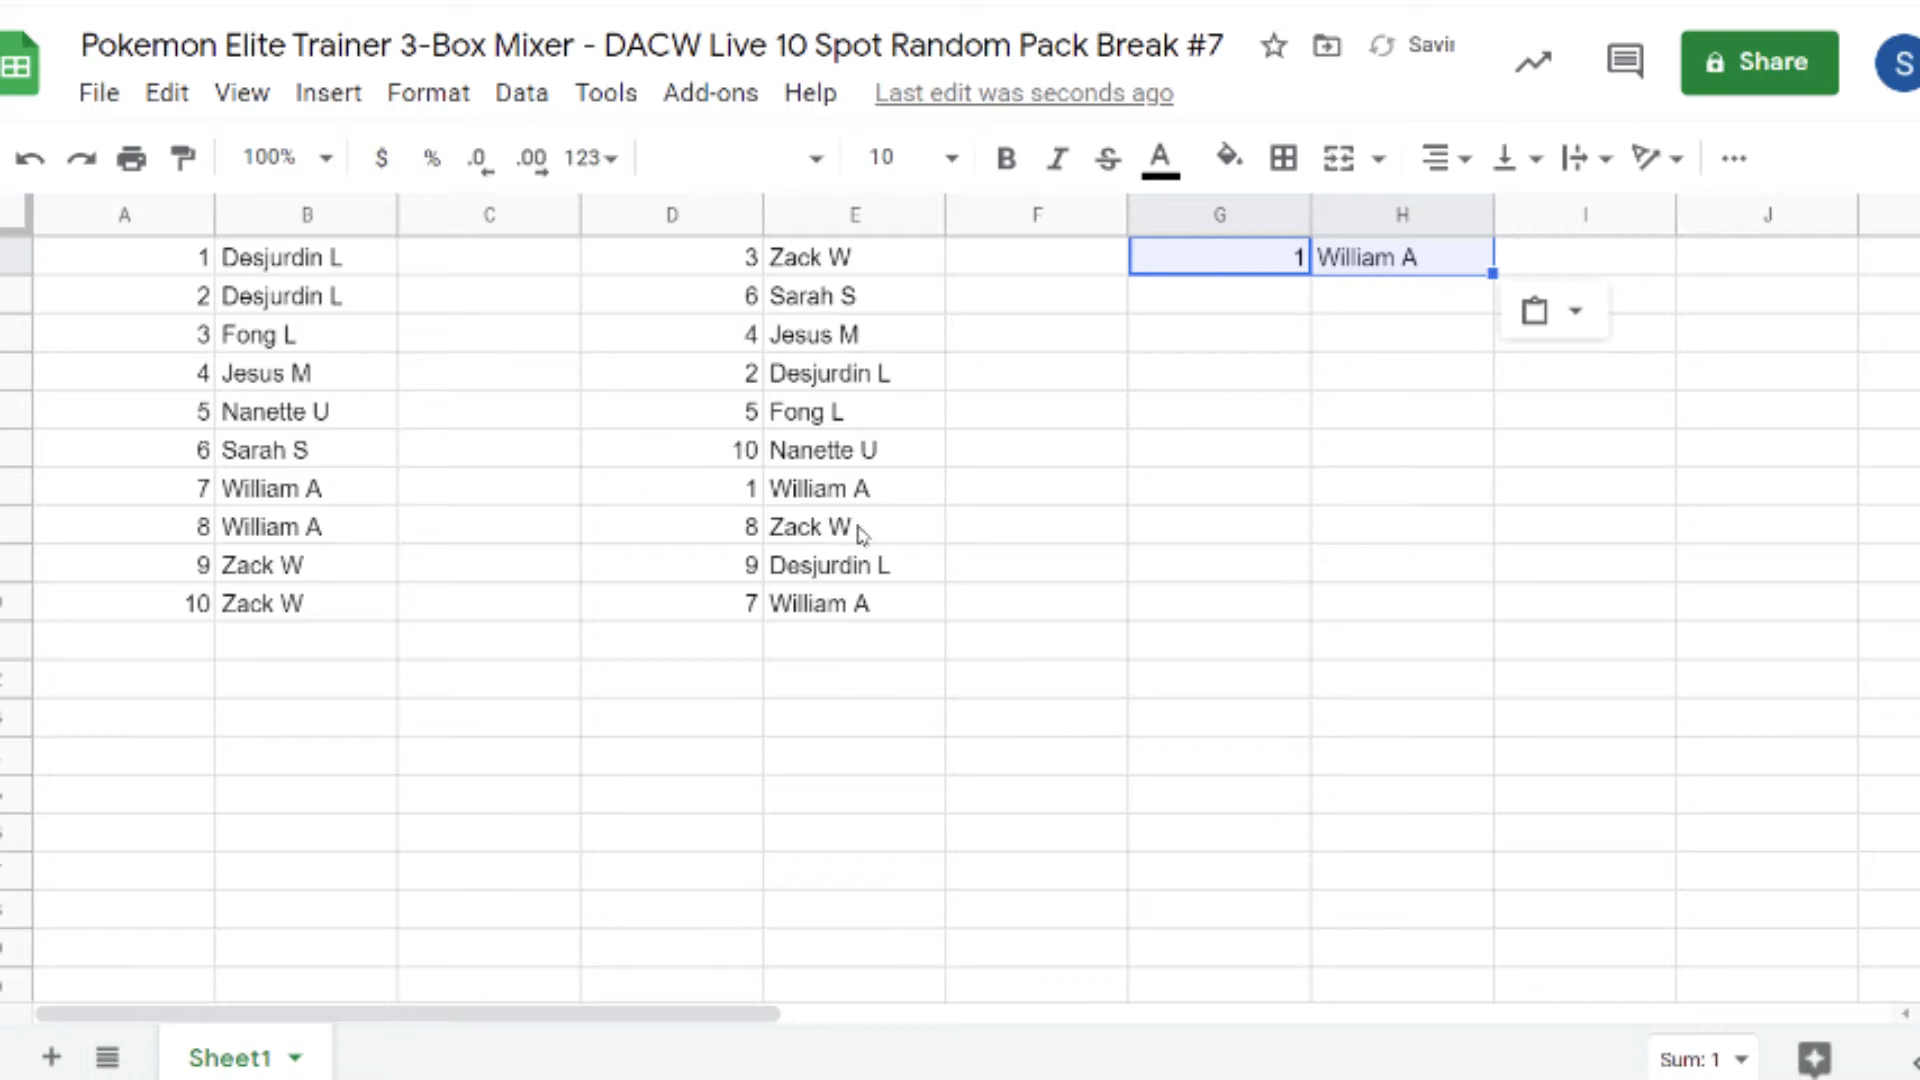 Pokemon Elite Trainer 3-Box Mixer - DACW Live 10 Spot Random Pack Break #7 Savin
File Edit View Insert Format Data Tools Add-ons Help Last edit was seconds ago
Share
S
100% $ % .0 .00 123 10 B I S A
A B C D E F G H I J
1 Desjurdin L 3 Zack W 1 William A
2 Desjurdin L 6 Sarah S
3 Fong L 4 Jesus M
4 Jesus M 2 Desjurdin L
5 Nanette U 5 Fong L
6 Sarah S 10 Nanette U
7 William A 1 William A
8 William A 8 Zack W
9 Zack W 9 Desjurdin L
10 Zack W 7 William A
Sheet1
Sum: 1